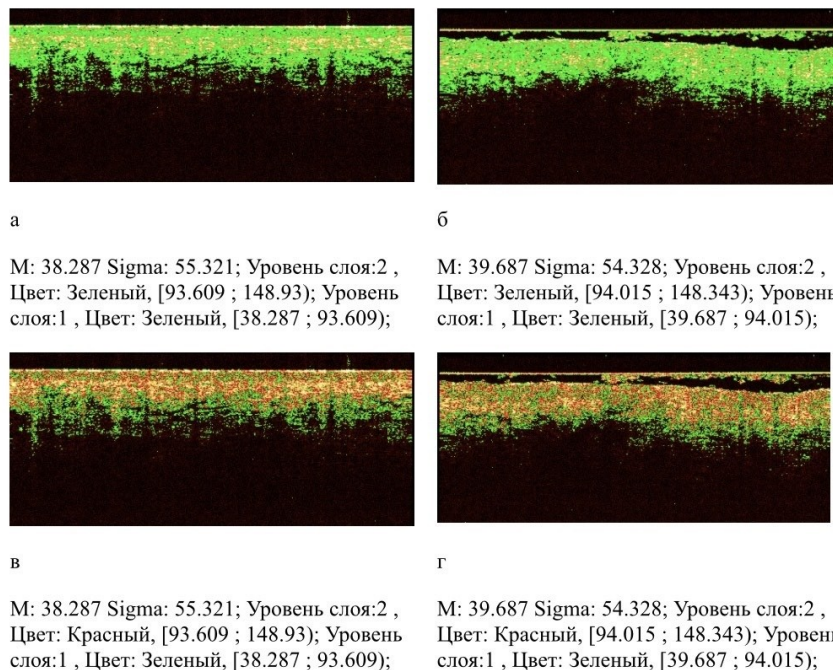 а
б
M: 38.287 Sigma: 55.321; Уровень слоя:2 ,
Цвет: Зеленый, [93.609 ; 148.93); Уровень
слоя:1 , Цвет: Зеленый, [38.287 ; 93.609);
M: 39.687 Sigma: 54.328; Уровень слоя:2 ,
Цвет: Зеленый, [94.015 ; 148.343); Уровень
слоя:1 , Цвет: Зеленый, [39.687 ; 94.015);
в
г
M: 38.287 Sigma: 55.321; Уровень слоя:2 ,
Цвет: Красный, [93.609 ; 148.93); Уровень
слоя:1 , Цвет: Зеленый, [38.287 ; 93.609);
M: 39.687 Sigma: 54.328; Уровень слоя:2 ,
Цвет: Красный, [94.015 ; 148.343); Уровень
слоя:1 , Цвет: Зеленый, [39.687 ; 94.015);